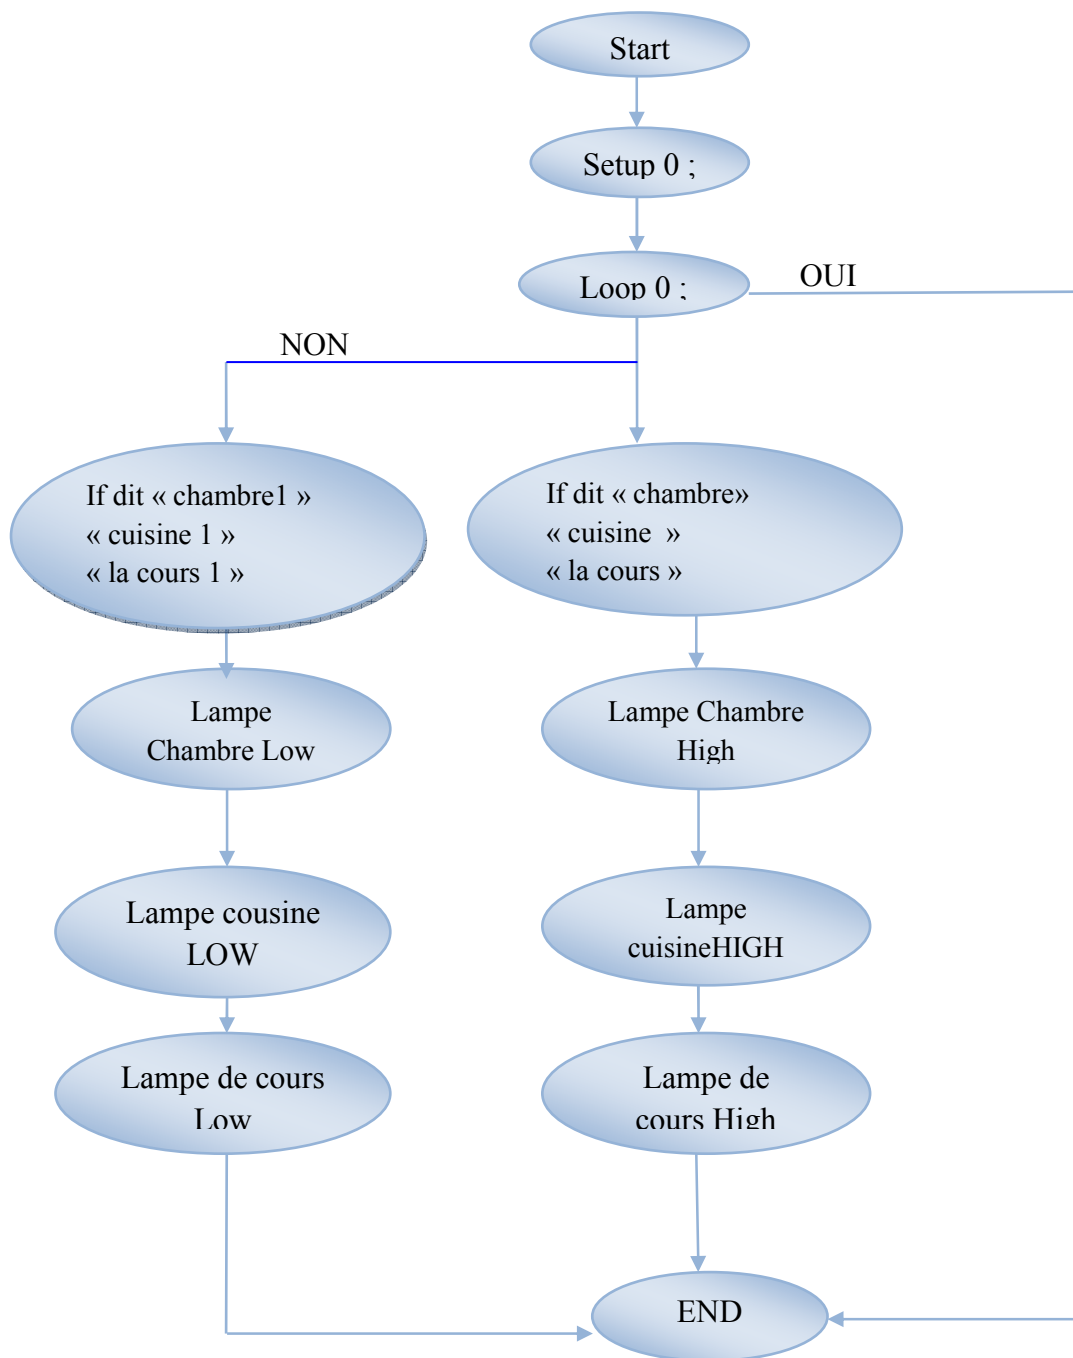 Start
Setup 0 ;
Loop 0 ;
OUI
NON
If dit « chambre1 »
« cuisine 1 »
« la cours 1 »
If dit « chambre»
« cuisine  »
« la cours »
Lampe
Chambre Low
Lampe Chambre
High
Lampe cousine
LOW
Lampe
cuisineHIGH
Lampe de cours
Low
Lampe de
cours High
END